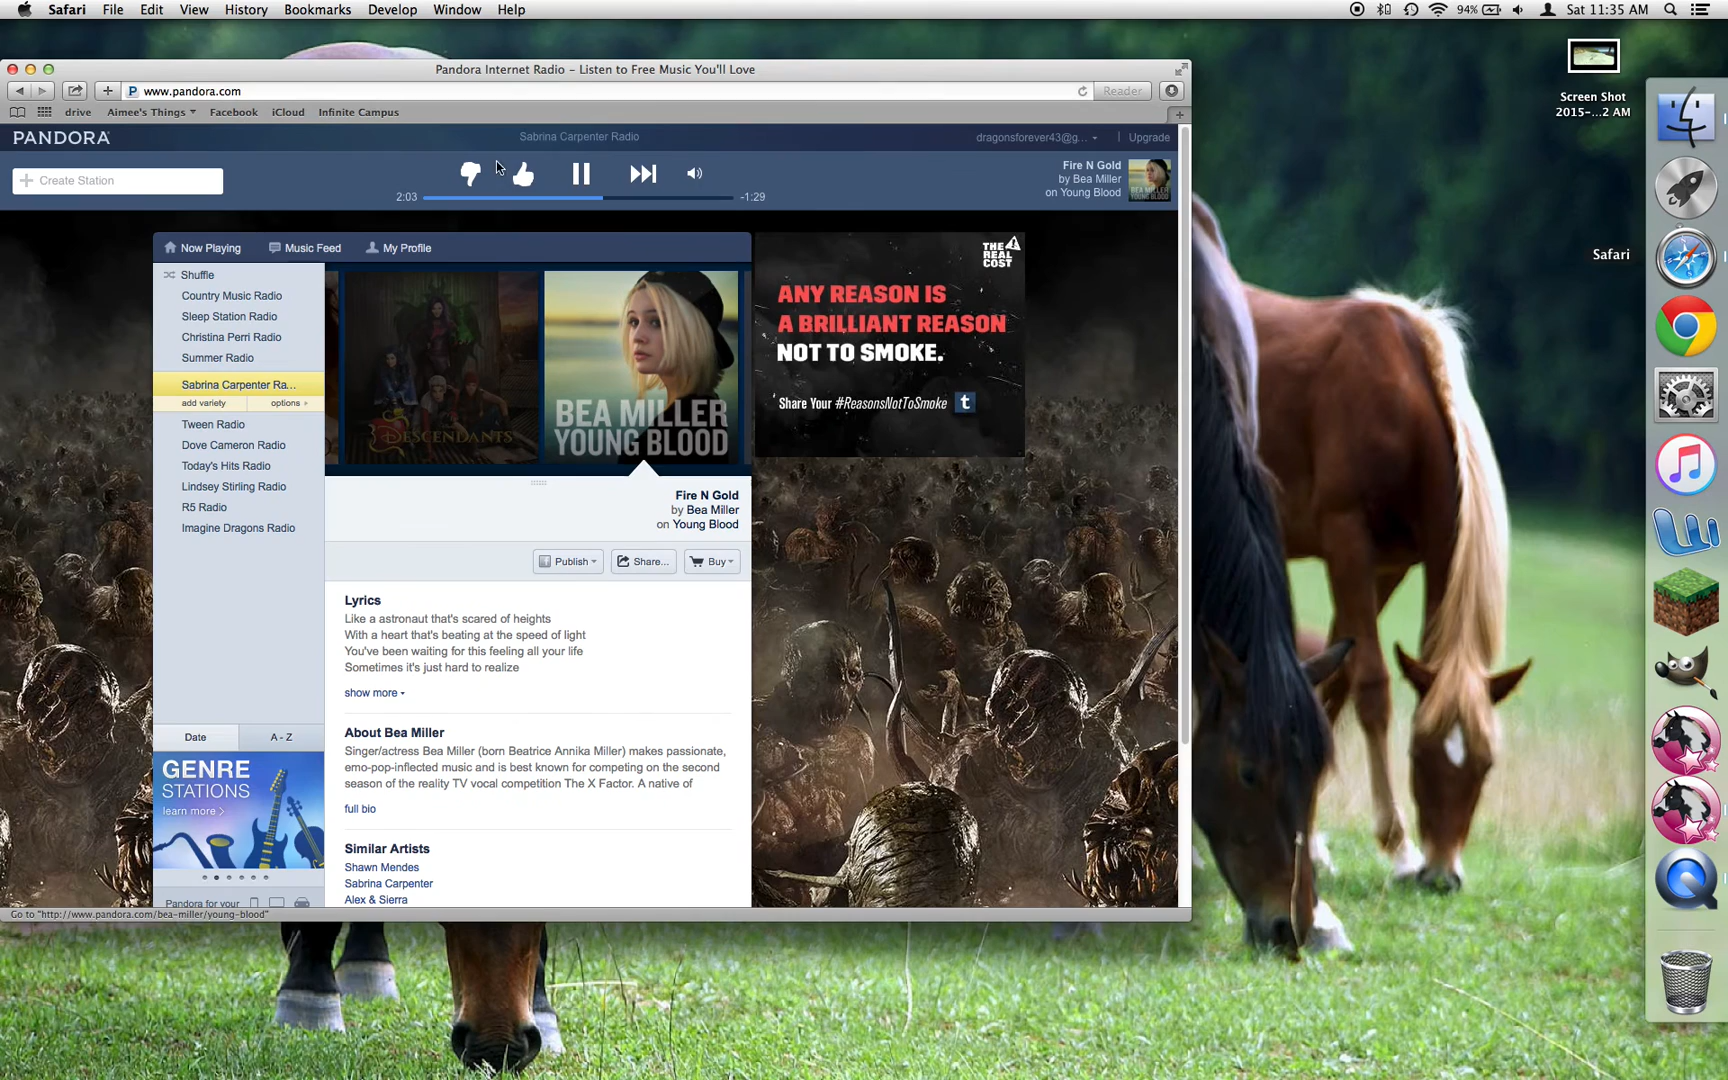 Safari File Edit View History Bookmarks Develop Window Help
94% Sat 11:35 AM
Screen Shot
2015-...2 AM
Safari
Pandora Internet Radio – Listen to Free Music You'll Love
www.pandora.com
Reader
drive Aimee's Things Facebook iCloud Infinite Campus
PANDORA
Sabrina Carpenter Radio
dragonsforever43@g...
Upgrade
Create Station
2:03
-1:29
Fire N Gold
by Bea Miller
on Young Blood
Now Playing
Music Feed
My Profile
Shuffle
Country Music Radio
Sleep Station Radio
Christina Perri Radio
Summer Radio
Sabrina Carpenter Ra...
add variety
options
Tween Radio
Dove Cameron Radio
Today's Hits Radio
Lindsey Stirling Radio
R5 Radio
Imagine Dragons Radio
Date
A - Z
GENRE
STATIONS
learn more >
Pandora for your
DESCENDANTS
BEA MILLER
YOUNG BLOOD
Fire N Gold
by Bea Miller
on Young Blood
Publish
Share...
Buy
Lyrics
Like a astronaut that's scared of heights
With a heart that's beating at the speed of light
You've been waiting for this feeling all your life
Sometimes it's just hard to realize
show more
About Bea Miller
Singer/actress Bea Miller (born Beatrice Annika Miller) makes passionate,
emo-pop-inflected music and is best known for competing on the second
season of the reality TV vocal competition The X Factor. A native of
full bio
Similar Artists
Shawn Mendes
Sabrina Carpenter
Alex & Sierra
THE
REAL
COST
ANY REASON IS
A BRILLIANT REASON
NOT TO SMOKE.
Share Your #ReasonsNotToSmoke t
Go to "http://www.pandora.com/bea-miller/young-blood"